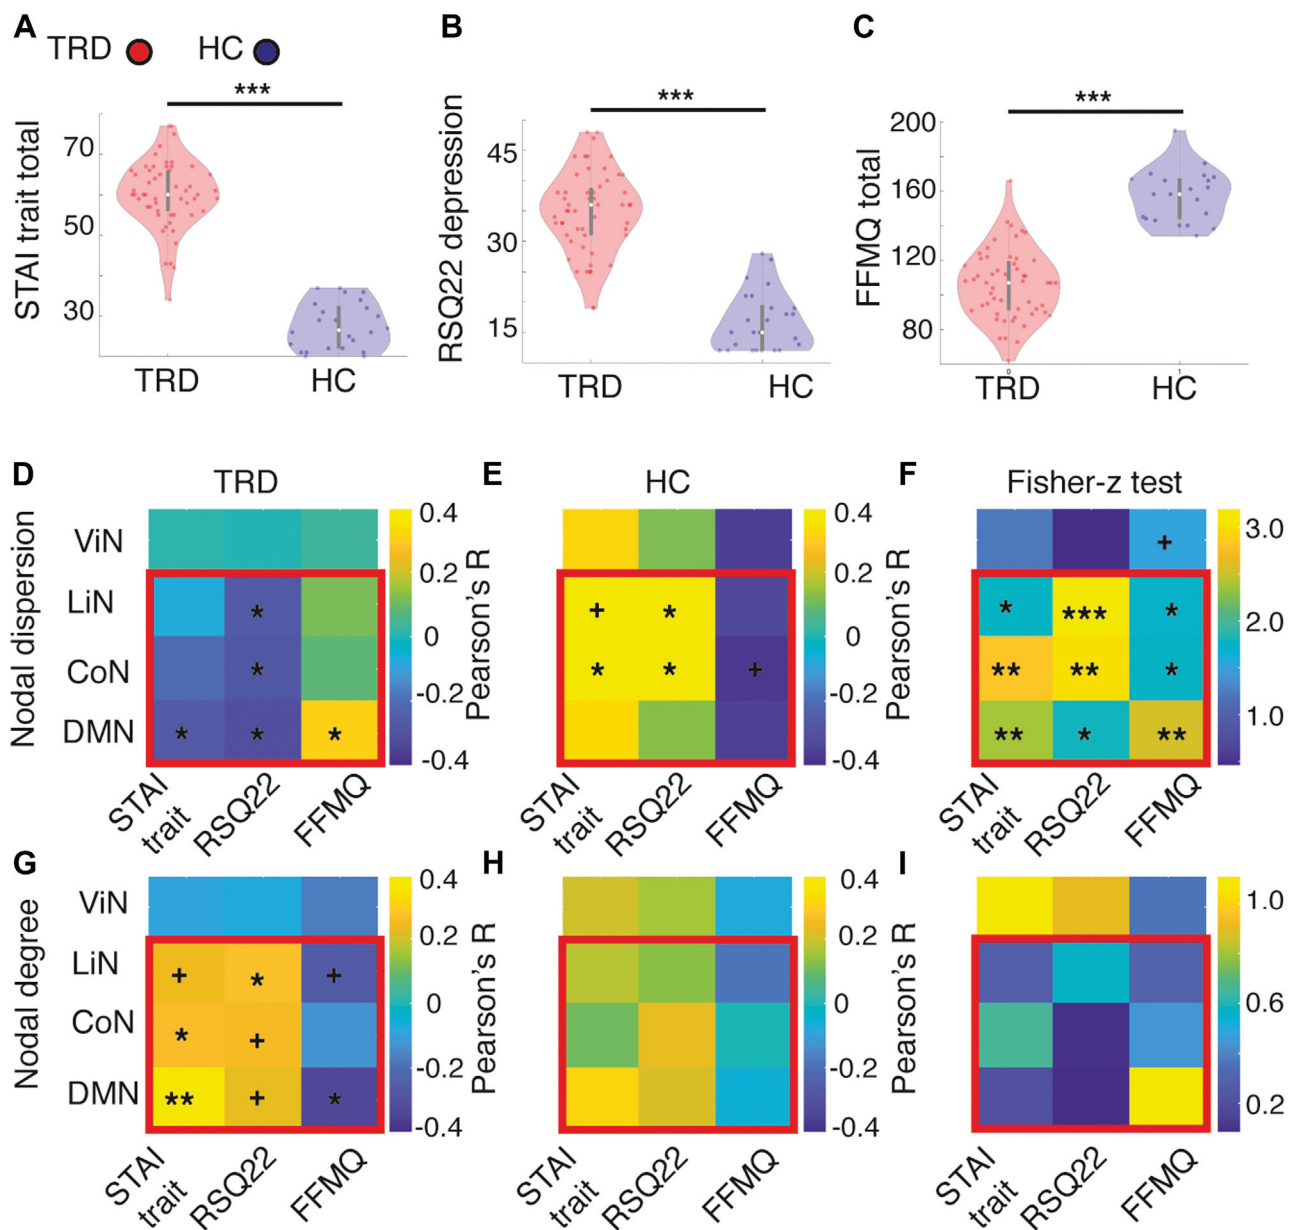 A
TRD HC
***
STAI trait total
70
50
30
TRD HC
B
***
RSQ22 depression
45
30
15
TRD HC
C
***
FFMQ total
200
160
120
80
0 1
TRD HC
D
TRD
Nodal dispersion
ViN
LiN *
CoN *
DMN * * *
STAI trait RSQ22 FFMQ
0.4
0.2
0
-0.2
-0.4
Pearson's R
E
HC
+ *
* * +
STAI trait RSQ22 FFMQ
0.4
0.2
0
-0.2
-0.4
Pearson's R
F
Fisher-z test
+
* *** *
** ** *
** * **
STAI trait RSQ22 FFMQ
3.0
2.0
1.0
G
Nodal degree
ViN
LiN + * +
CoN * +
DMN ** + *
STAI trait RSQ22 FFMQ
0.4
0.2
0
-0.2
-0.4
Pearson's R
H
STAI trait RSQ22 FFMQ
0.4
0.2
0
-0.2
-0.4
Pearson's R
I
STAI trait RSQ22 FFMQ
1.0
0.6
0.2